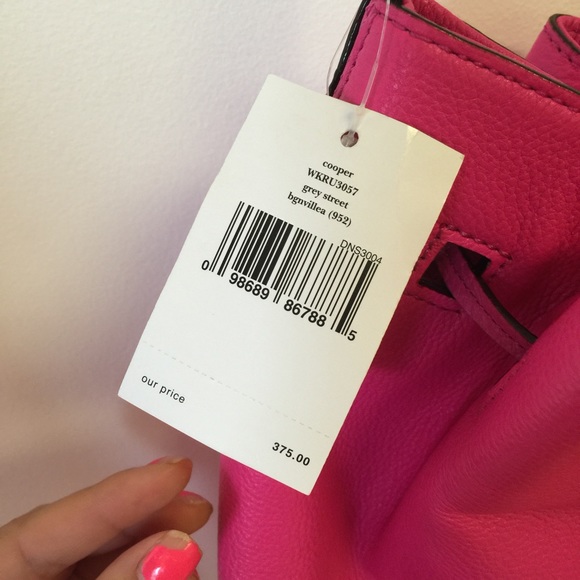 cooper
WKRU3057
grey street
bgnvillea (952)
DNS3004
0 98689 86788 5
our price
375.00